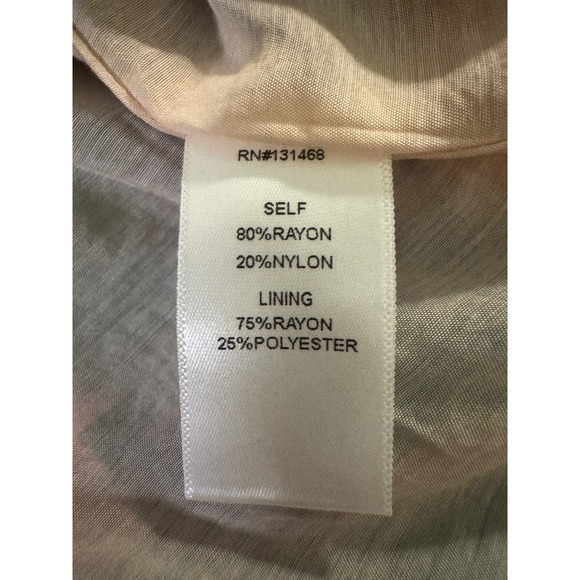 RN#131468
SELF
80%RAYON
20%NYLON
LINING
75%RAYON
25%POLYESTER